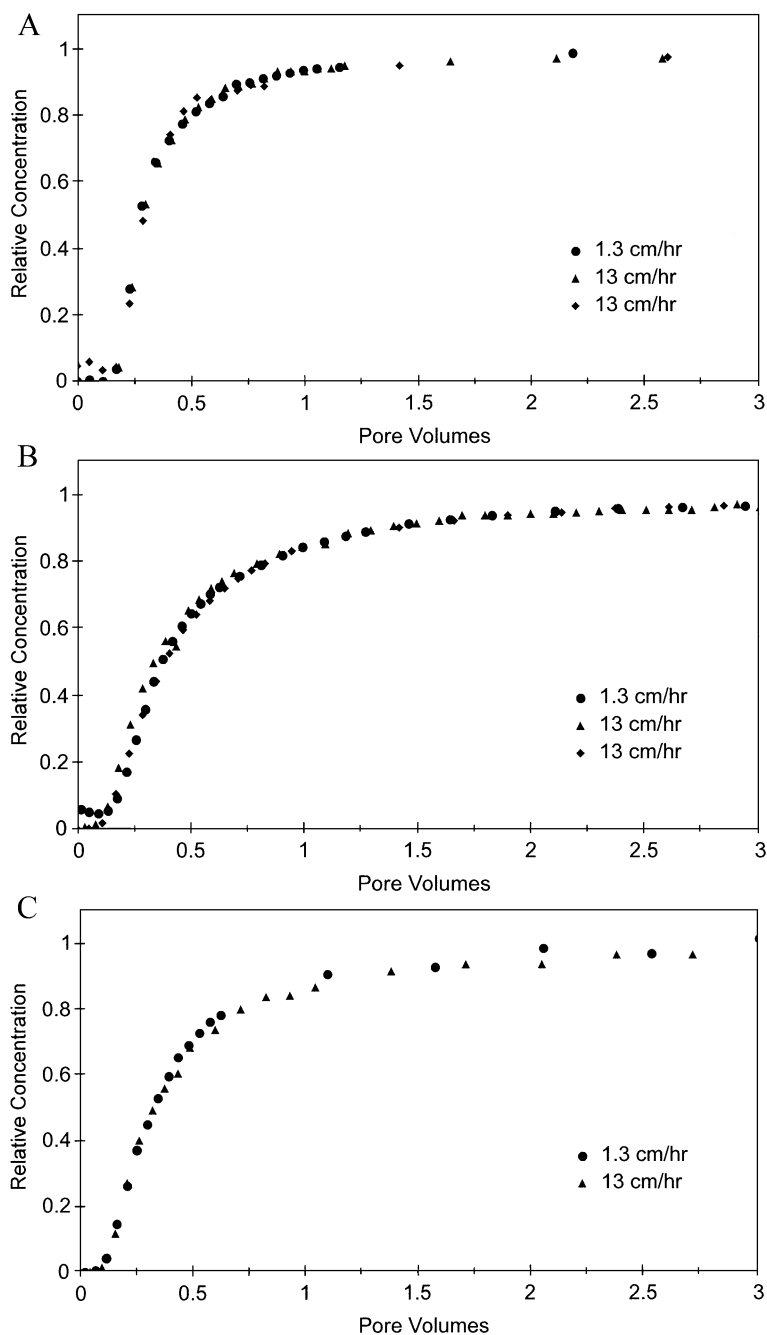 A
Relative Concentration
1
0.8
0.6
0.4
0.2
0
1.3 cm/hr
13 cm/hr
13 cm/hr
0 0.5 1 1.5 2 2.5 3
Pore Volumes
B
Relative Concentration
1
0.8
0.6
0.4
0.2
0
1.3 cm/hr
13 cm/hr
13 cm/hr
0 0.5 1 1.5 2 2.5 3
Pore Volumes
C
Relative Concentration
1
0.8
0.6
0.4
0.2
0
1.3 cm/hr
13 cm/hr
0 0.5 1 1.5 2 2.5 3
Pore Volumes